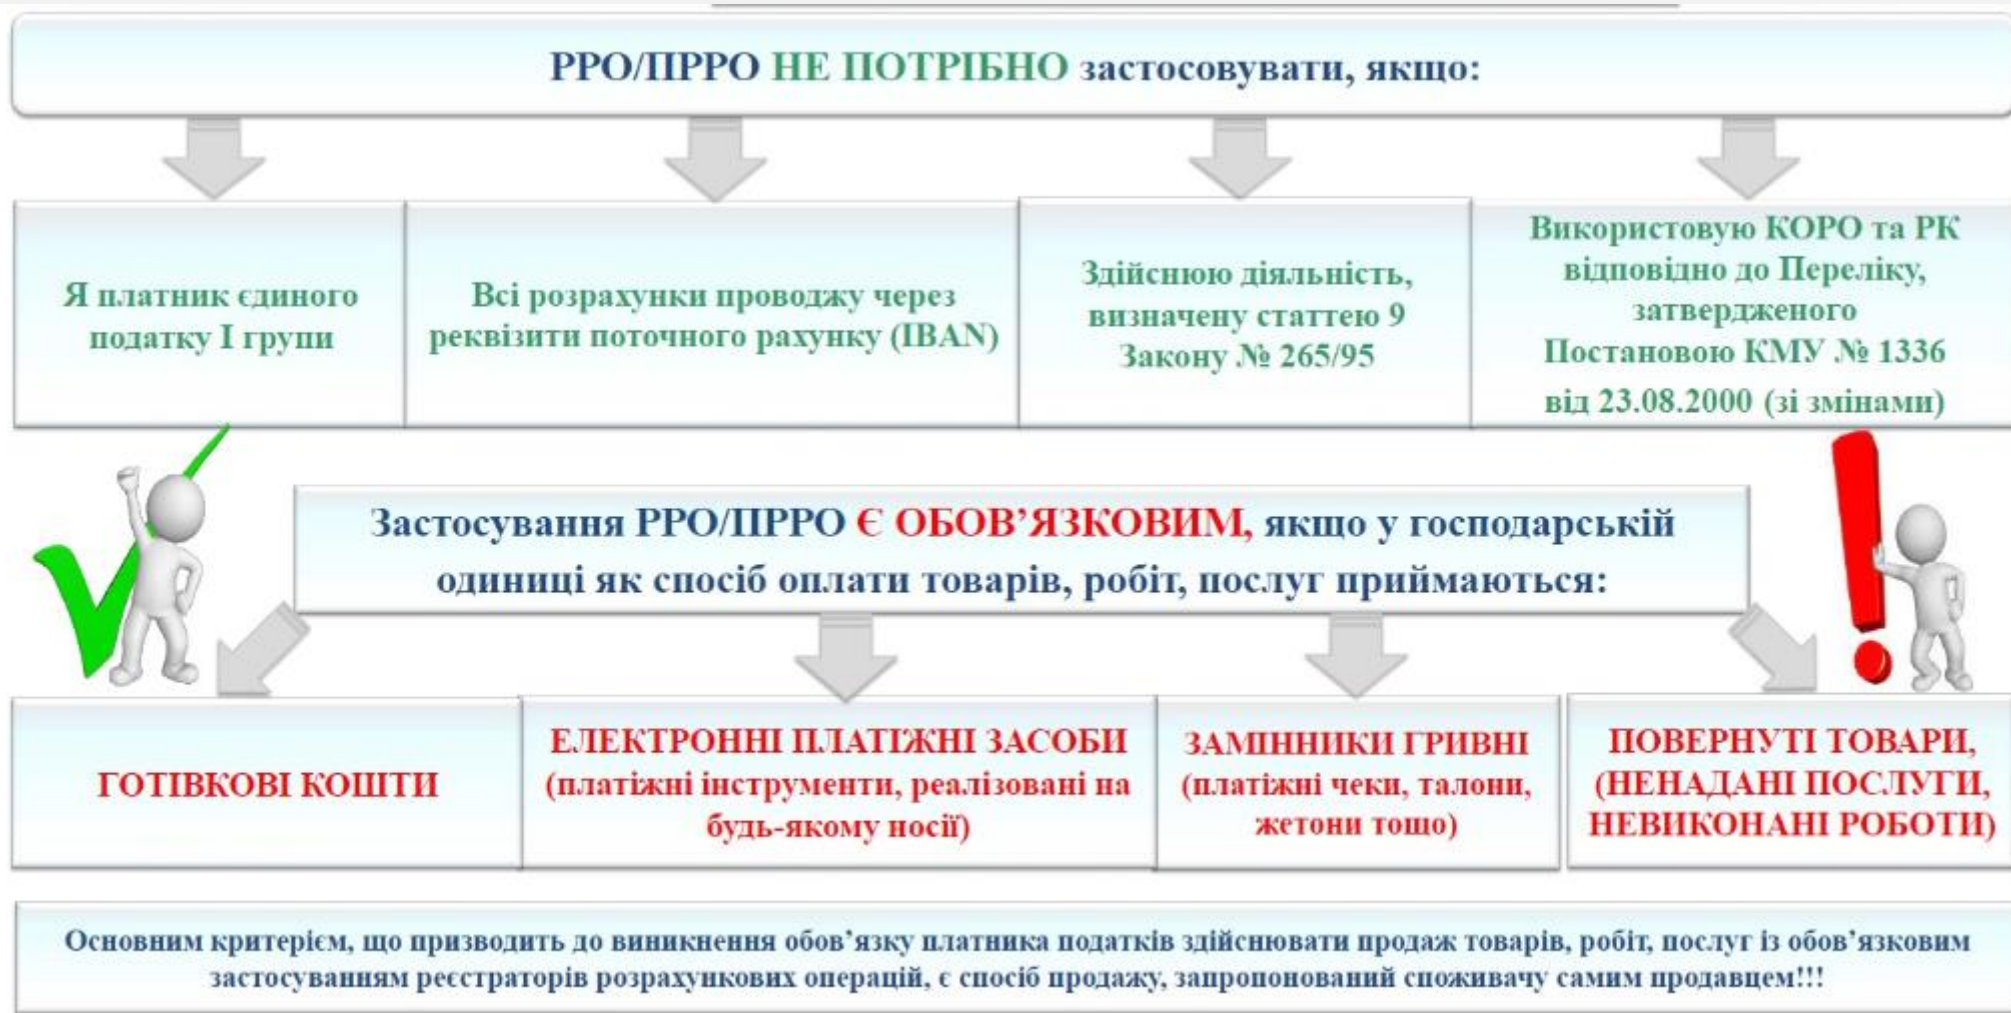 РРО/ПРРО НЕ ПОТРІБНО застосовувати, якщо:
Я платник єдиного
податку І групи
Всі розрахунки проводжу через
реквізити поточного рахунку (IBAN)
Здійснюю діяльність,
визначену статтею 9
Закону № 265/95
Використовую КОРО та РК
відповідно до Переліку,
затвердженого
Постановою КМУ № 1336
від 23.08.2000 (зі змінами)
Застосування РРО/ПРРО Є ОБОВ’ЯЗКОВИМ, якщо у господарській
одиниці як спосіб оплати товарів, робіт, послуг приймаються:
ГОТІВКОВІ КОШТИ
ЕЛЕКТРОННІ ПЛАТІЖНІ ЗАСОБИ
(платіжні інструменти, реалізовані на
будь-якому носії)
ЗАМІННИКИ ГРИВНІ
(платіжні чеки, талони,
жетони тощо)
ПОВЕРНУТІ ТОВАРИ,
(НЕНАДАНІ ПОСЛУГИ,
НЕВИКОНАНІ РОБОТИ)
Основним критерієм, що призводить до виникнення обов’язку платника податків здійснювати продаж товарів, робіт, послуг із обов’язковим
застосуванням реєстраторів розрахункових операцій, є спосіб продажу, запропонований споживачу самим продавцем!!!